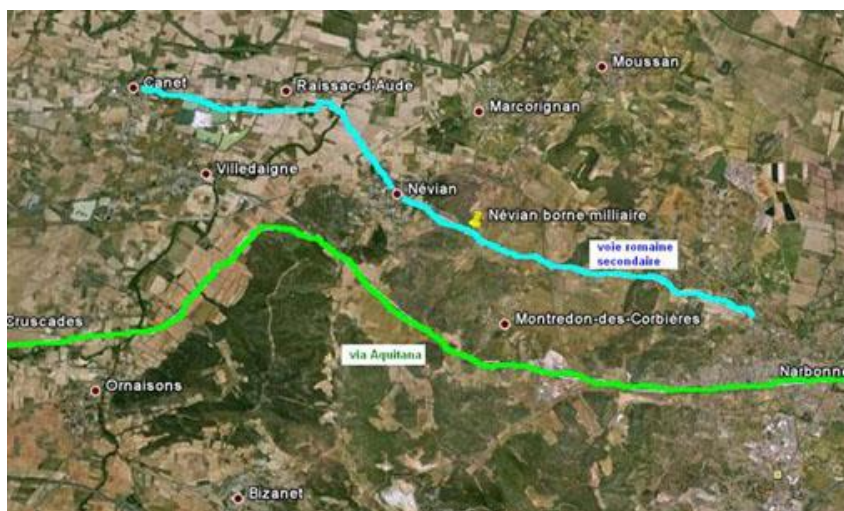 Moussan
Canet
Raissac-d'Aude
Marcorignan
Villedaigne
Névian
Névian borne milliaire
voie romaine
secondaire
Cruscades
Montredon-des-Corbières
via Aquitana
Narbonne
Ornaisons
Bizanet